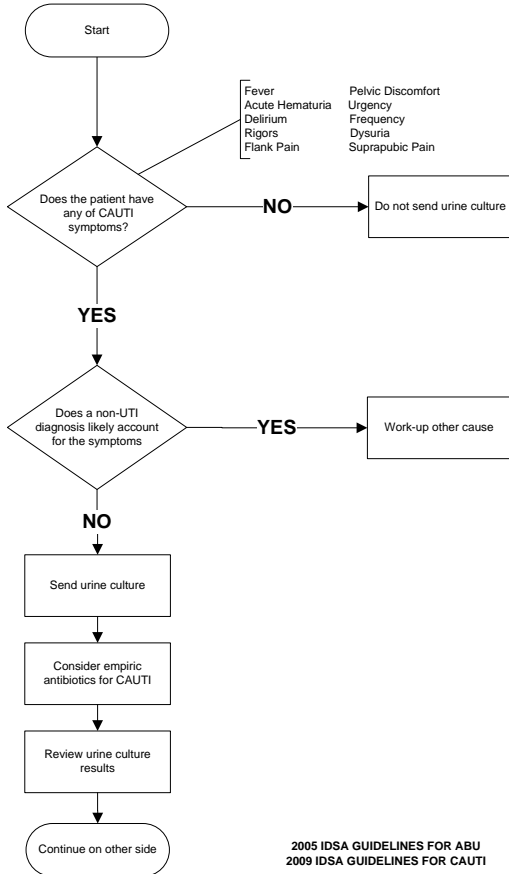 Start
Fever Pelvic Discomfort
Acute Hematuria Urgency
Delirium Frequency
Rigors Dysuria
Flank Pain Suprapubic Pain
Does the patient have
any of CAUTI
symptoms?
NO
Do not send urine culture
YES
Does a non-UTI
diagnosis likely account
for the symptoms
YES
Work-up other cause
NO
Send urine culture
Consider empiric
antibiotics for CAUTI
Review urine culture
results
Continue on other side
2005 IDSA GUIDELINES FOR ABU
2009 IDSA GUIDELINES FOR CAUTI